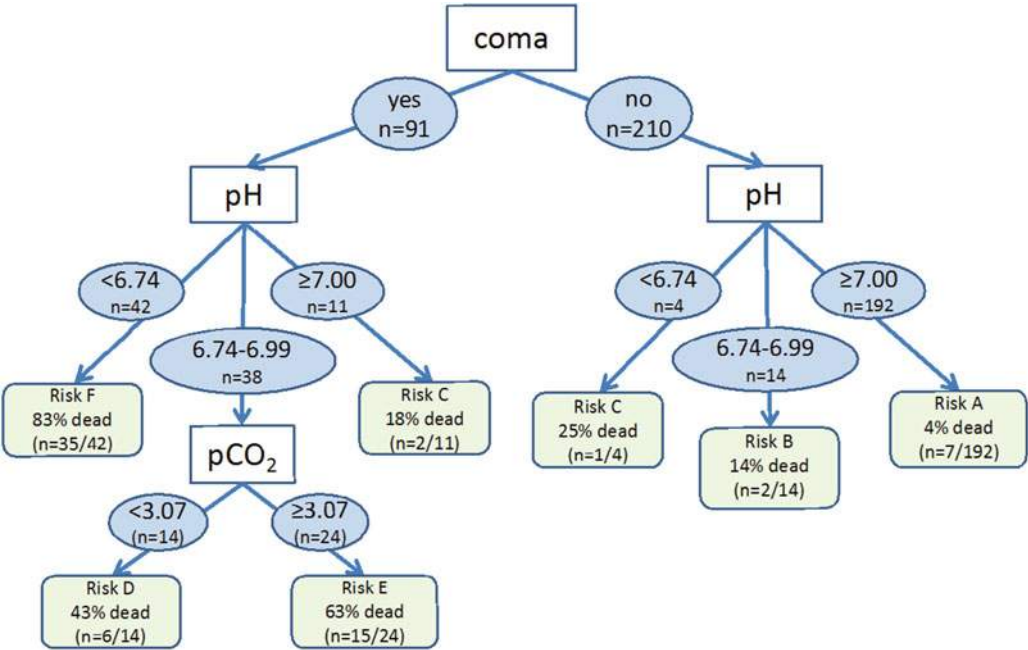 coma
yes
n=91
no
n=210
pH
pH
<6.74
n=42
≥7.00
n=11
6.74-6.99
n=38
<6.74
n=4
≥7.00
n=192
6.74-6.99
n=14
Risk F
83% dead
(n=35/42)
Risk C
18% dead
(n=2/11)
Risk C
25% dead
(n=1/4)
Risk B
14% dead
(n=2/14)
Risk A
4% dead
(n=7/192)
pCO₂
<3.07
(n=14)
≥3.07
(n=24)
Risk D
43% dead
(n=6/14)
Risk E
63% dead
(n=15/24)